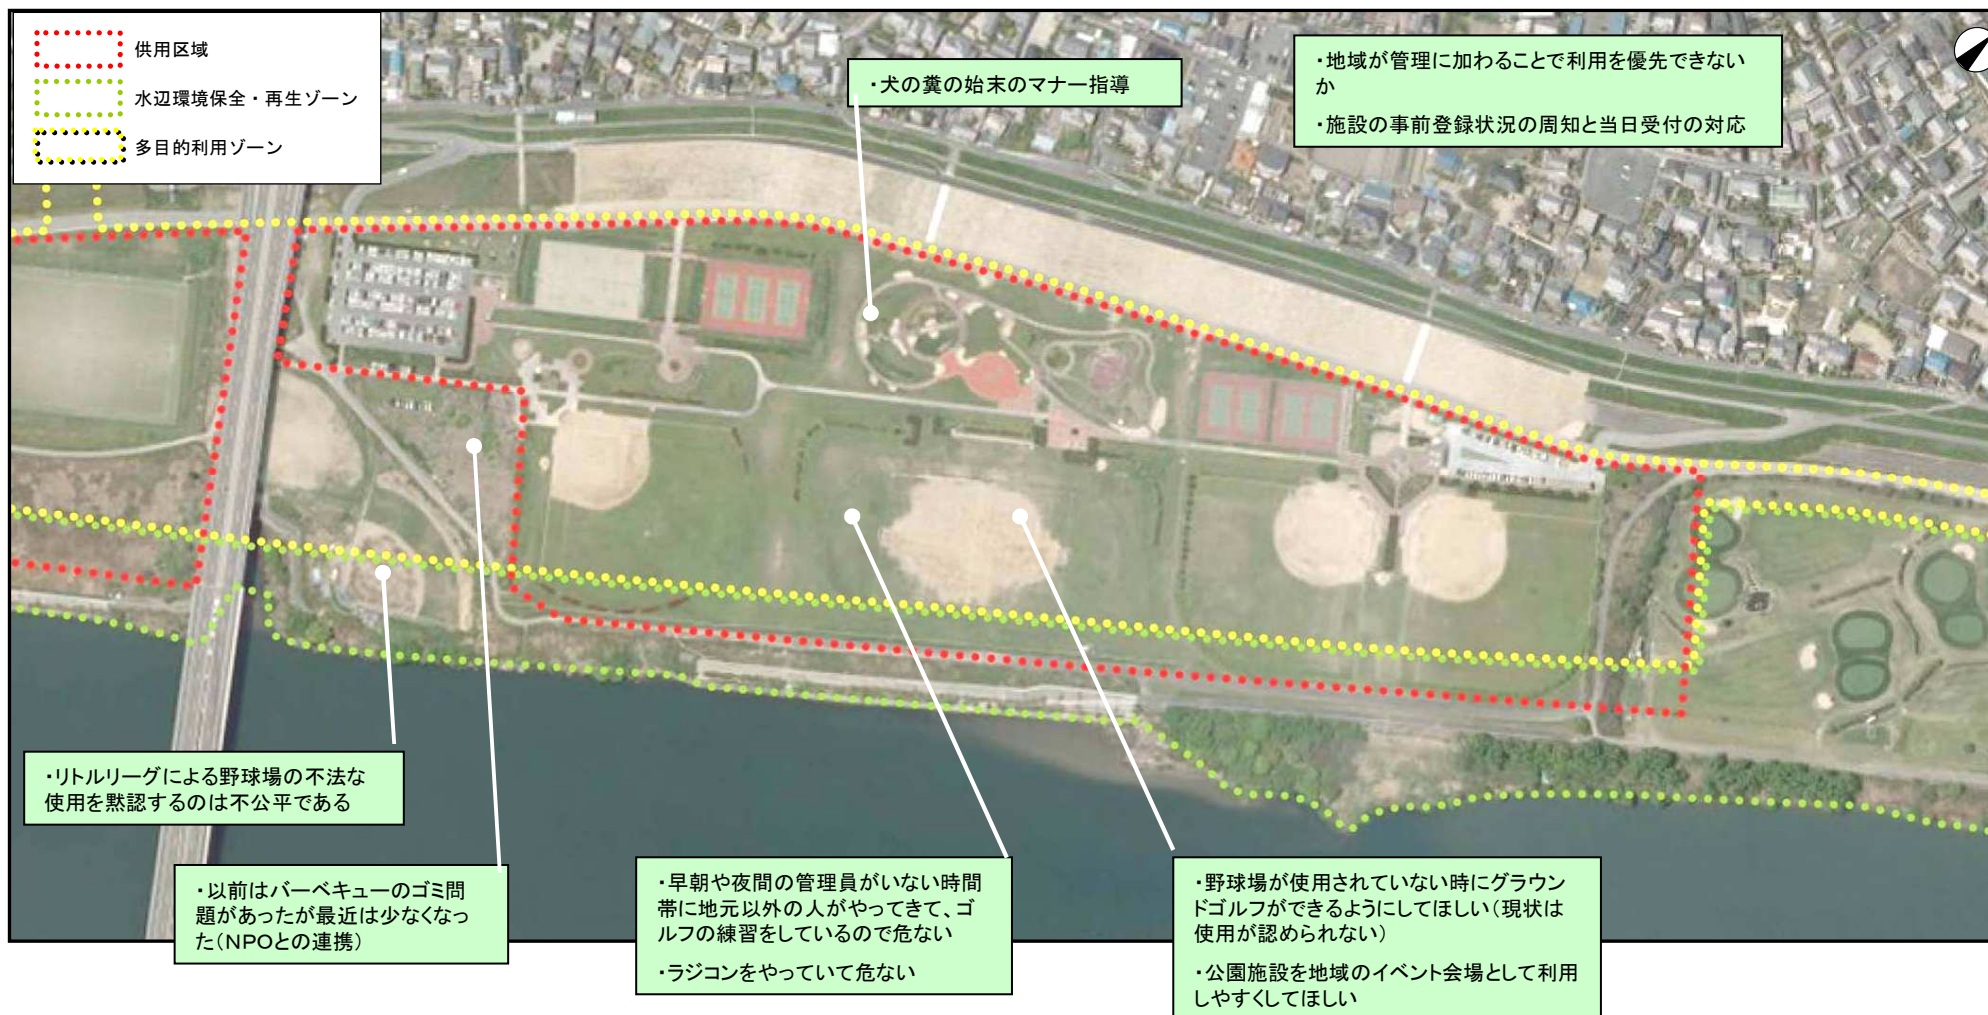 供用区域
水辺環境保全・再生ゾーン
多目的利用ゾーン
・犬の糞の始末のマナー指導
・地域が管理に加わることで利用を優先できない
か
・施設の事前登録状況の周知と当日受付の対応
・リトルリーグによる野球場の不法な
使用を黙認するのは不公平である
・以前はバーベキューのゴミ問
題があったが最近は少なくなっ
た(NPOとの連携)
・早朝や夜間の管理員がいない時間
帯に地元以外の人がやってきて、ゴ
ルフの練習をしているので危ない
・ラジコンをやっていて危ない
・野球場が使用されていない時にグラウン
ドゴルフができるようにしてほしい(現状は
使用が認められない)
・公園施設を地域のイベント会場として利用
しやすくしてほしい